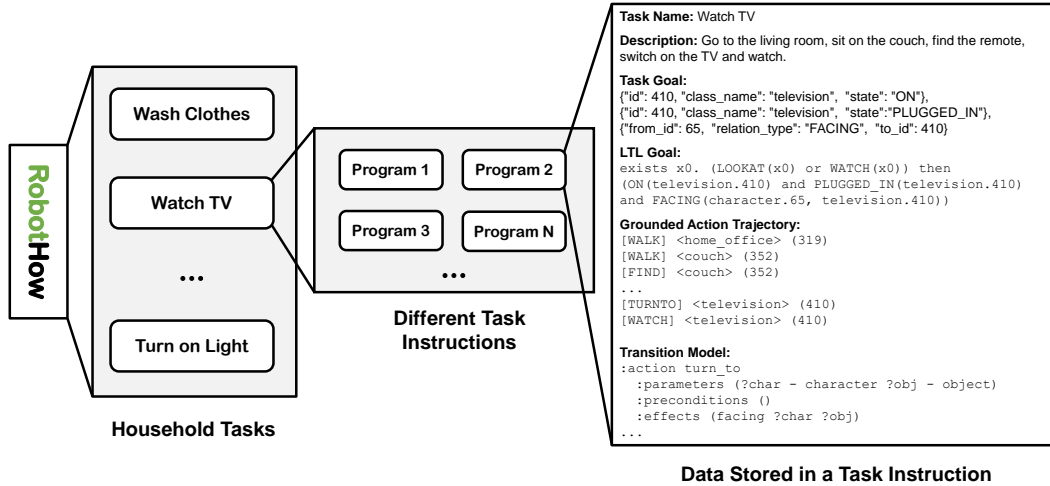 RobotHow
Wash Clothes
Watch TV
...
Turn on Light
Household Tasks
Program 1
Program 2
Program 3
Program N
...
Different Task
Instructions
Task Name: Watch TV
Description: Go to the living room, sit on the couch, find the remote,
switch on the TV and watch.
Task Goal:
{"id": 410, "class_name": "television", "state": "ON"},
{"id": 410, "class_name": "television", "state":"PLUGGED_IN"},
{"from_id": 65, "relation_type": "FACING", "to_id": 410}
LTL Goal:
exists x0. (LOOKAT(x0) or WATCH(x0)) then
(ON(television.410) and PLUGGED_IN(television.410)
and FACING(character.65, television.410))
Grounded Action Trajectory:
[WALK] <home_office> (319)
[WALK] <couch> (352)
[FIND] <couch> (352)
...
[TURNTO] <television> (410)
[WATCH] <television> (410)
Transition Model:
:action turn_to
:parameters (?char - character ?obj - object)
:preconditions ()
:effects (facing ?char ?obj)
...
Data Stored in a Task Instruction